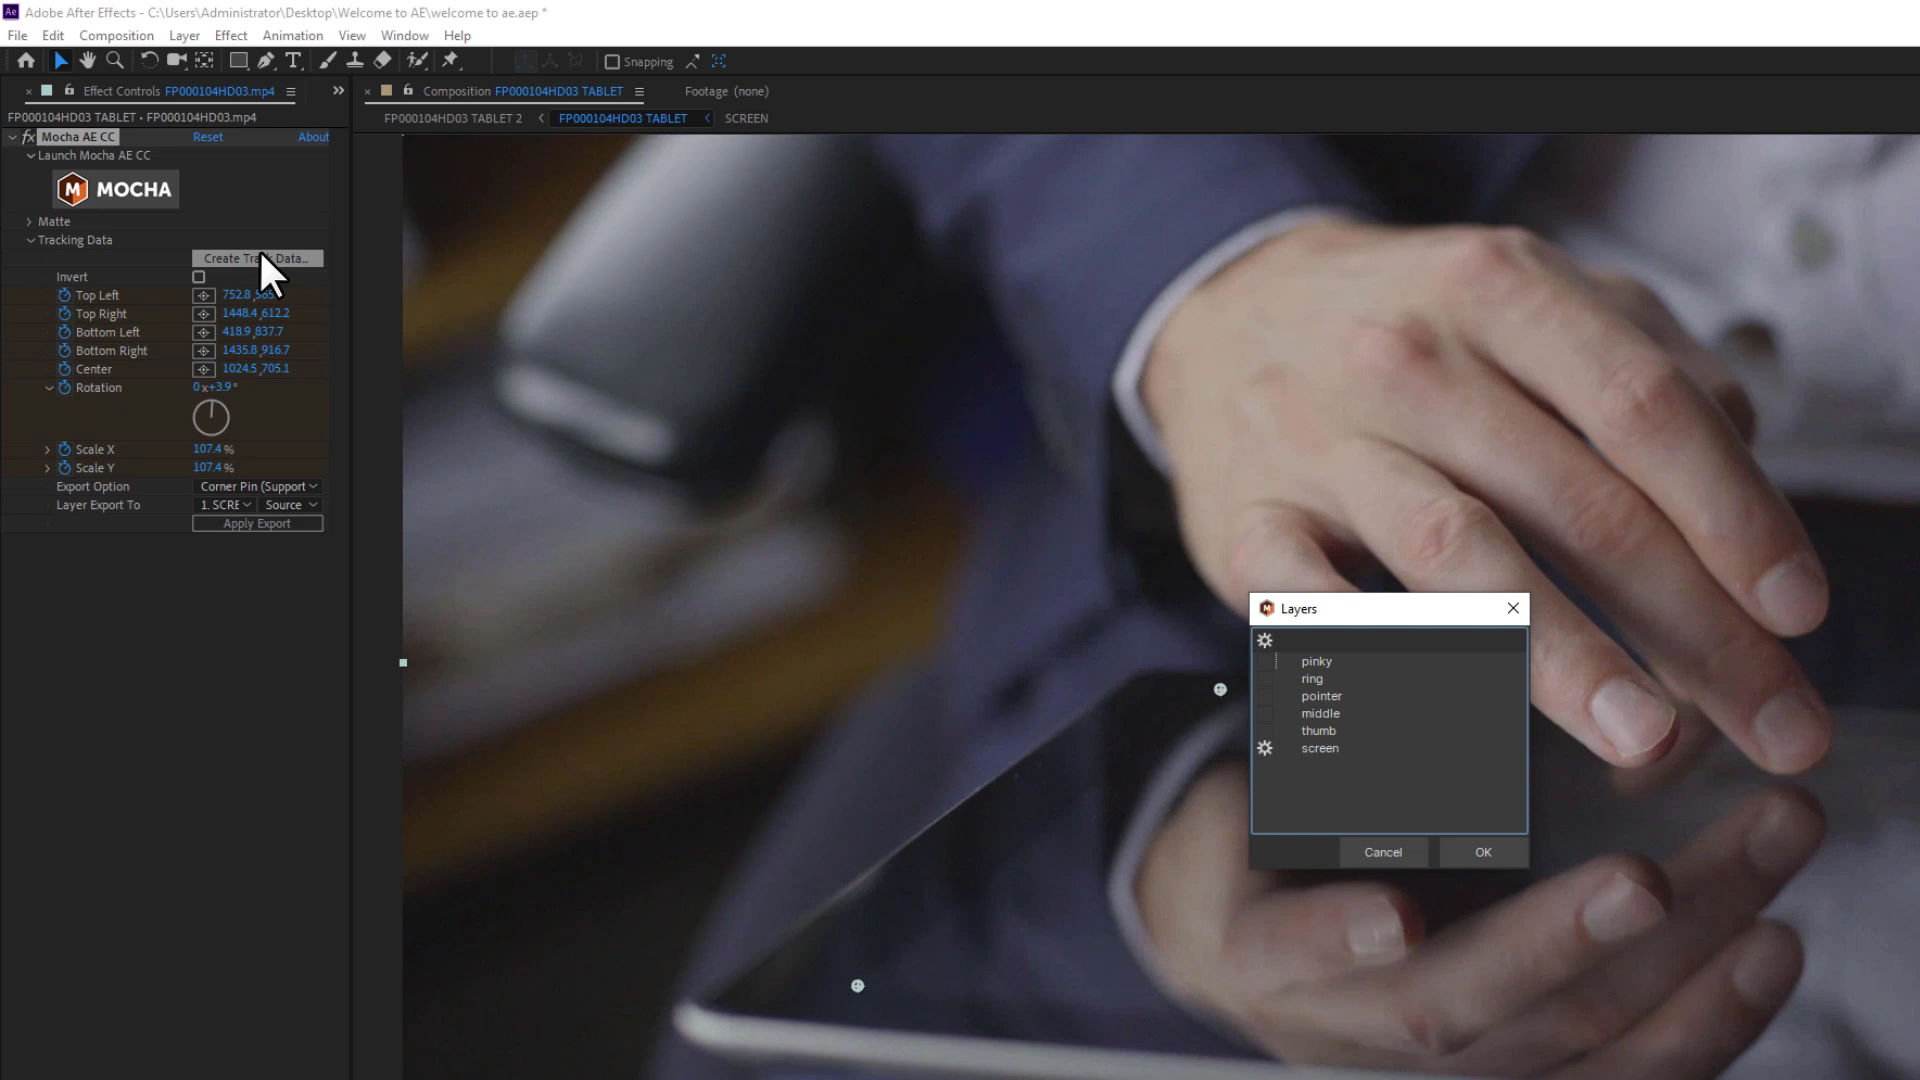 Ae Adobe After Effects - C:\Users\Administrator\Desktop\Welcome to AE\welcome to ae.aep *
File Edit Composition Layer Effect Animation View Window Help
Snapping
Effect Controls FP000104HD03.mp4
Composition FP000104HD03 TABLET
Footage (none)
FP000104HD03 TABLET • FP000104HD03.mp4
FP000104HD03 TABLET 2 FP000104HD03 TABLET SCREEN
fx Mocha AE CC Reset About
Launch Mocha AE CC
M MOCHA
Matte
Tracking Data
Create Data...
Invert
Top Left 752.8
Top Right 1448.4,612.2
Bottom Left 418.9,837.7
Bottom Right 1435.8,916.7
Center 1024.5,705.1
Rotation 0x+3.9°
Scale X 107.4%
Scale Y 107.4%
Export Option Corner Pin (Support
Layer Export To 1. SCRE Source
Apply Export
Layers
pinky
ring
pointer
middle
thumb
screen
Cancel OK